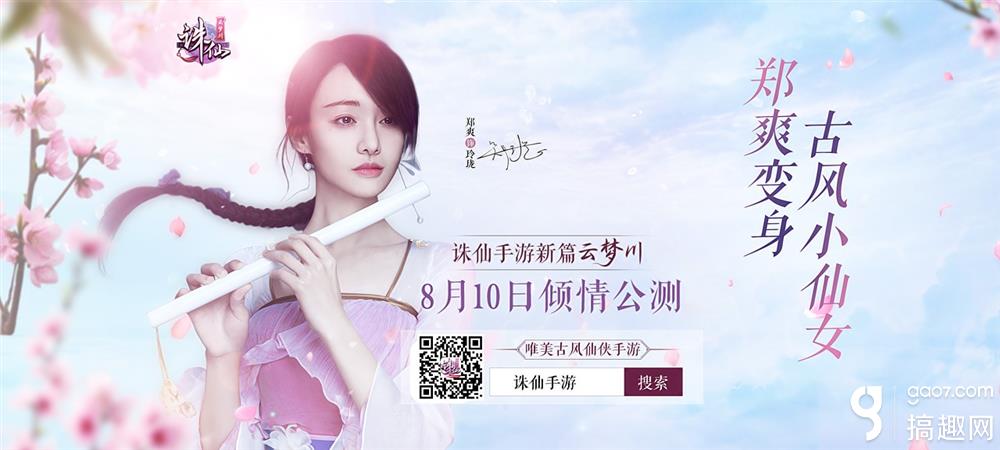 诛仙
郑爽 饰 玲珑
诛仙手游新篇云梦川
8月10日倾情公测
唯美古风仙侠手游
诛仙手游
搜索
郑爽变身
古风小仙女
gao7.com
搞趣网